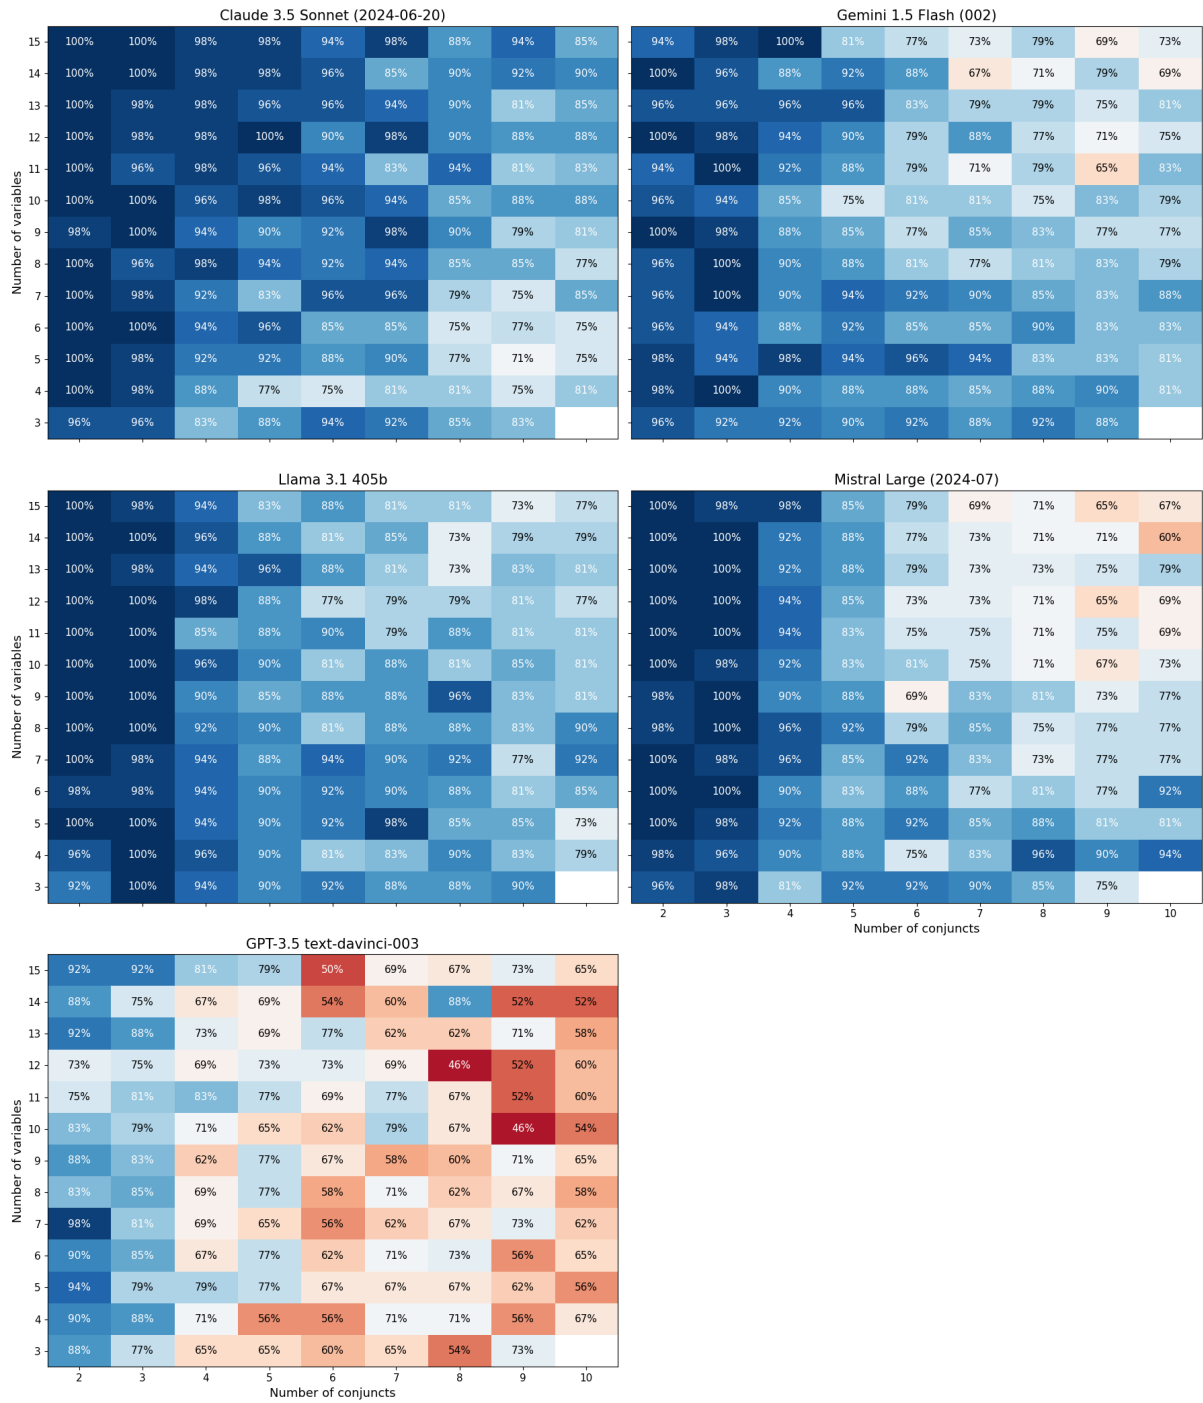 Claude 3.5 Sonnet (2024-06-20)
15 100% 100% 98% 98% 94% 98% 88% 94% 85%
14 100% 100% 98% 98% 96% 85% 90% 92% 90%
13 100% 98% 98% 96% 96% 94% 90% 81% 85%
12 100% 98% 98% 100% 90% 98% 90% 88% 88%
11 100% 96% 98% 96% 94% 83% 94% 81% 83%
10 100% 100% 96% 98% 96% 94% 85% 88% 88%
9 98% 100% 94% 90% 92% 98% 90% 79% 81%
8 100% 96% 98% 94% 92% 94% 85% 85% 77%
7 100% 98% 92% 83% 96% 96% 79% 75% 85%
6 100% 100% 94% 96% 85% 85% 75% 77% 75%
5 100% 98% 92% 92% 88% 90% 77% 71% 75%
4 100% 98% 88% 77% 75% 81% 81% 75% 81%
3 96% 96% 83% 88% 94% 92% 85% 83%
Number of variables
Gemini 1.5 Flash (002)
94% 98% 100% 81% 77% 73% 79% 69% 73%
100% 96% 88% 92% 88% 67% 71% 79% 69%
96% 96% 96% 96% 83% 79% 79% 75% 81%
100% 98% 94% 90% 79% 88% 77% 71% 75%
94% 100% 92% 88% 79% 71% 79% 65% 83%
96% 94% 85% 75% 81% 81% 75% 83% 79%
100% 98% 88% 85% 77% 85% 83% 77% 77%
96% 100% 90% 88% 81% 77% 81% 83% 79%
96% 100% 90% 94% 92% 90% 85% 83% 88%
96% 94% 88% 92% 85% 85% 90% 83% 83%
98% 94% 98% 94% 96% 94% 83% 83% 81%
98% 100% 90% 88% 88% 85% 88% 90% 81%
96% 92% 92% 90% 92% 88% 92% 88%
Llama 3.1 405b
15 100% 98% 94% 83% 88% 81% 81% 73% 77%
14 100% 100% 96% 88% 81% 85% 73% 79% 79%
13 100% 98% 94% 96% 88% 81% 73% 83% 81%
12 100% 100% 98% 88% 77% 79% 79% 81% 77%
11 100% 100% 85% 88% 90% 79% 88% 81% 81%
10 100% 100% 96% 90% 81% 88% 81% 85% 81%
9 100% 100% 90% 85% 88% 88% 96% 83% 81%
8 100% 100% 92% 90% 81% 88% 88% 83% 90%
7 100% 98% 94% 88% 94% 90% 92% 77% 92%
6 98% 98% 94% 90% 92% 90% 88% 81% 85%
5 100% 100% 94% 90% 92% 98% 85% 85% 73%
4 96% 100% 96% 90% 81% 83% 90% 83% 79%
3 92% 100% 94% 90% 92% 88% 88% 90%
Number of variables
Mistral Large (2024-07)
100% 98% 98% 85% 79% 69% 71% 65% 67%
100% 100% 92% 88% 77% 73% 71% 71% 60%
100% 100% 92% 88% 79% 73% 73% 75% 79%
100% 100% 94% 85% 73% 73% 71% 65% 69%
100% 100% 94% 83% 75% 75% 71% 75% 69%
100% 98% 92% 83% 81% 75% 71% 67% 73%
98% 100% 90% 88% 69% 83% 81% 73% 77%
98% 100% 96% 92% 79% 85% 75% 77% 77%
100% 98% 96% 85% 92% 83% 73% 77% 77%
100% 100% 90% 83% 88% 77% 81% 77% 92%
100% 98% 92% 88% 92% 85% 88% 81% 81%
98% 96% 90% 88% 75% 83% 96% 90% 94%
96% 98% 81% 92% 92% 90% 85% 75%
2 3 4 5 6 7 8 9 10
Number of conjuncts
GPT-3.5 text-davinci-003
15 92% 92% 81% 79% 50% 69% 67% 73% 65%
14 88% 75% 67% 69% 54% 60% 88% 52% 52%
13 92% 88% 73% 69% 77% 62% 62% 71% 58%
12 73% 75% 69% 73% 73% 69% 46% 52% 60%
11 75% 81% 83% 77% 69% 77% 67% 52% 60%
10 83% 79% 71% 65% 62% 79% 67% 46% 54%
9 88% 83% 62% 77% 67% 58% 60% 71% 65%
8 83% 85% 69% 77% 58% 71% 62% 67% 58%
7 98% 81% 69% 65% 56% 62% 67% 73% 62%
6 90% 85% 67% 77% 62% 71% 73% 56% 65%
5 94% 79% 79% 77% 67% 67% 67% 62% 56%
4 90% 88% 71% 56% 56% 71% 71% 56% 67%
3 88% 77% 65% 65% 60% 65% 54% 73%
Number of variables
2 3 4 5 6 7 8 9 10
Number of conjuncts